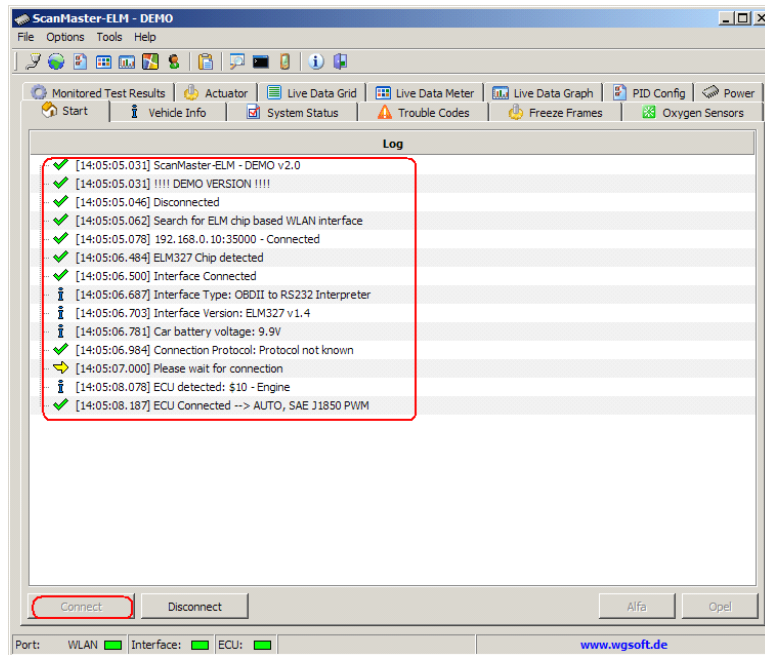 ScanMaster-ELM - DEMO
File Options Tools Help
Monitored Test Results Actuator Live Data Grid Live Data Meter Live Data Graph PID Config Power
Start Vehicle Info System Status Trouble Codes Freeze Frames Oxygen Sensors
Log
[14:05:05.031] ScanMaster-ELM - DEMO v2.0
[14:05:05.031] !!!! DEMO VERSION !!!!
[14:05:05.046] Disconnected
[14:05:05.062] Search for ELM chip based WLAN interface
[14:05:05.078] 192.168.0.10:35000 - Connected
[14:05:06.484] ELM327 Chip detected
[14:05:06.500] Interface Connected
[14:05:06.687] Interface Type: OBDII to RS232 Interpreter
[14:05:06.703] Interface Version: ELM327 v1.4
[14:05:06.781] Car battery voltage: 9.9V
[14:05:06.984] Connection Protocol: Protocol not known
[14:05:07.000] Please wait for connection
[14:05:08.078] ECU detected: $10 - Engine
[14:05:08.187] ECU Connected --> AUTO, SAE J1850 PWM
Connect Disconnect Alfa Opel
Port: WLAN Interface: ECU: www.wgsoft.de